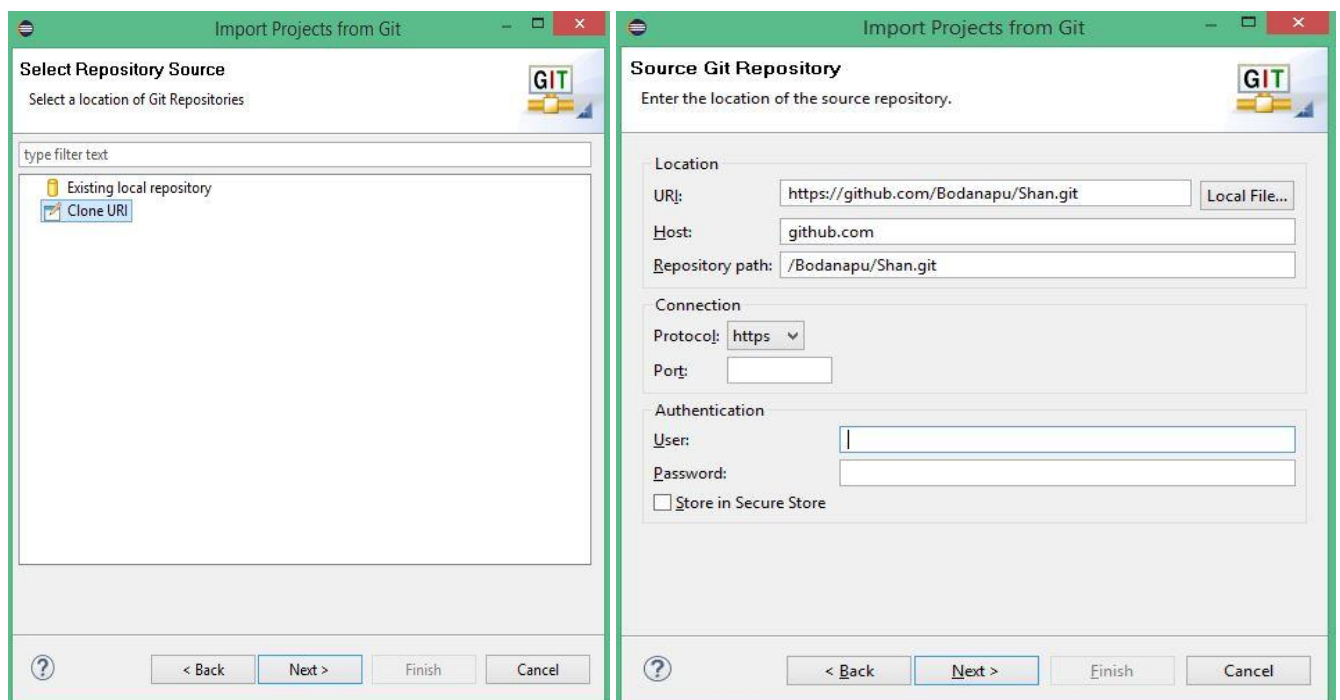 Import Projects from Git
Select Repository Source
Select a location of Git Repositories
GIT
type filter text
Existing local repository
Clone URI
?
< Back
Next >
Finish
Cancel
Import Projects from Git
Source Git Repository
Enter the location of the source repository.
GIT
Location
URI: https://github.com/Bodanapu/Shan.git Local File...
Host: github.com
Repository path: /Bodanapu/Shan.git
Connection
Protocol: https
Port:
Authentication
User:
Password:
Store in Secure Store
?
< Back
Next >
Finish
Cancel